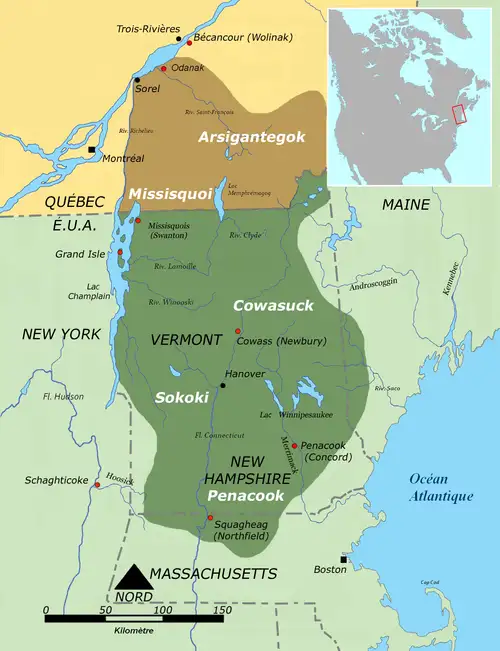 Trois-Rivières
Bécancour (Wolinak)
Odanak
Sorel
Riv. Saint-François
Riv. Richelieu
Arsigantegok
Montréal
Missisquoi
Lac
Memphrémagog
QUÉBEC
É.U.A.
MAINE
Missisquois
(Swanton)
Riv. Clyde
Grand Isle
Riv. Lamoille
Kennebec
Androscoggin
Lac
Champlain
Riv. Winooski
Cowasuck
NEW YORK
VERMONT
Cowass (Newbury)
Hanover
Riv. Saco
Sokoki
Fl. Hudson
Lac Winnipesaukee
Fl. Connecticut
Merrimack
Penacook
(Concord)
NEW
HAMPSHIRE
Schaghticoke
Hoosick
Penacook
Océan
Atlantique
Squagheag
(Northfield)
Boston
MASSACHUSETTS
NORD
Cap Cod
0 50 100 150
Kilomètre